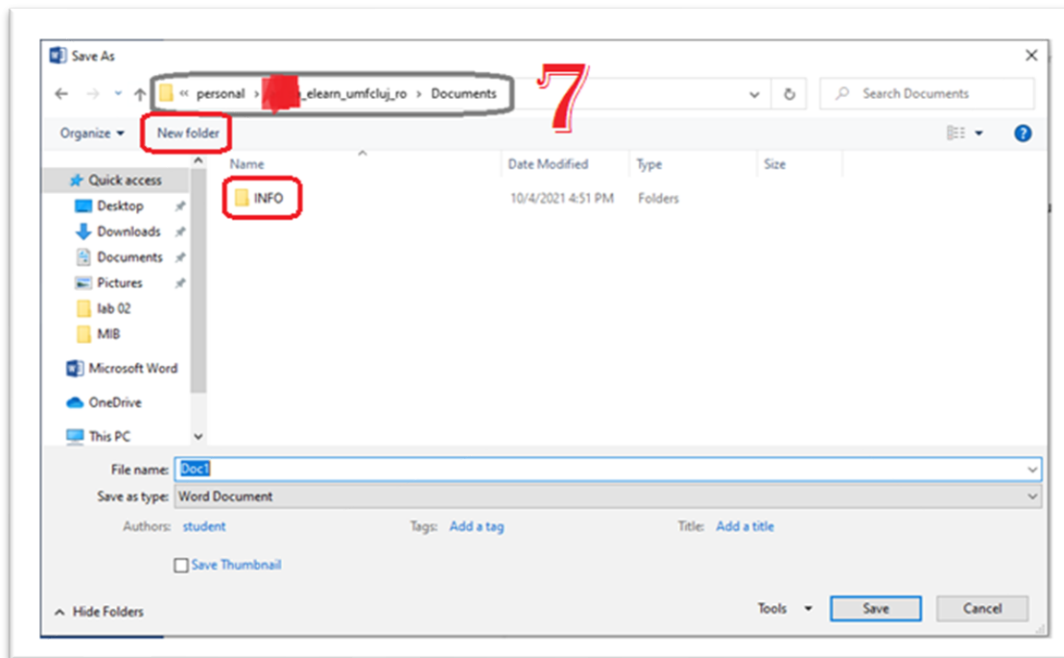 Save As
« personal › _elearn_umfcluj_ro › Documents
7
Search Documents
Organize New folder
Name Date Modified Type Size
Quick access
INFO 10/4/2021 4:51 PM Folders
Desktop
Downloads
Documents
Pictures
lab 02
MIB
Microsoft Word
OneDrive
This PC
File name: Doc1
Save as type: Word Document
Authors: student Tags: Add a tag Title: Add a title
Save Thumbnail
Hide Folders Tools Save Cancel